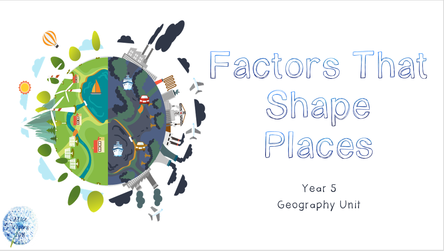 Factors That
Shape
Places
Year 5
Geography Unit